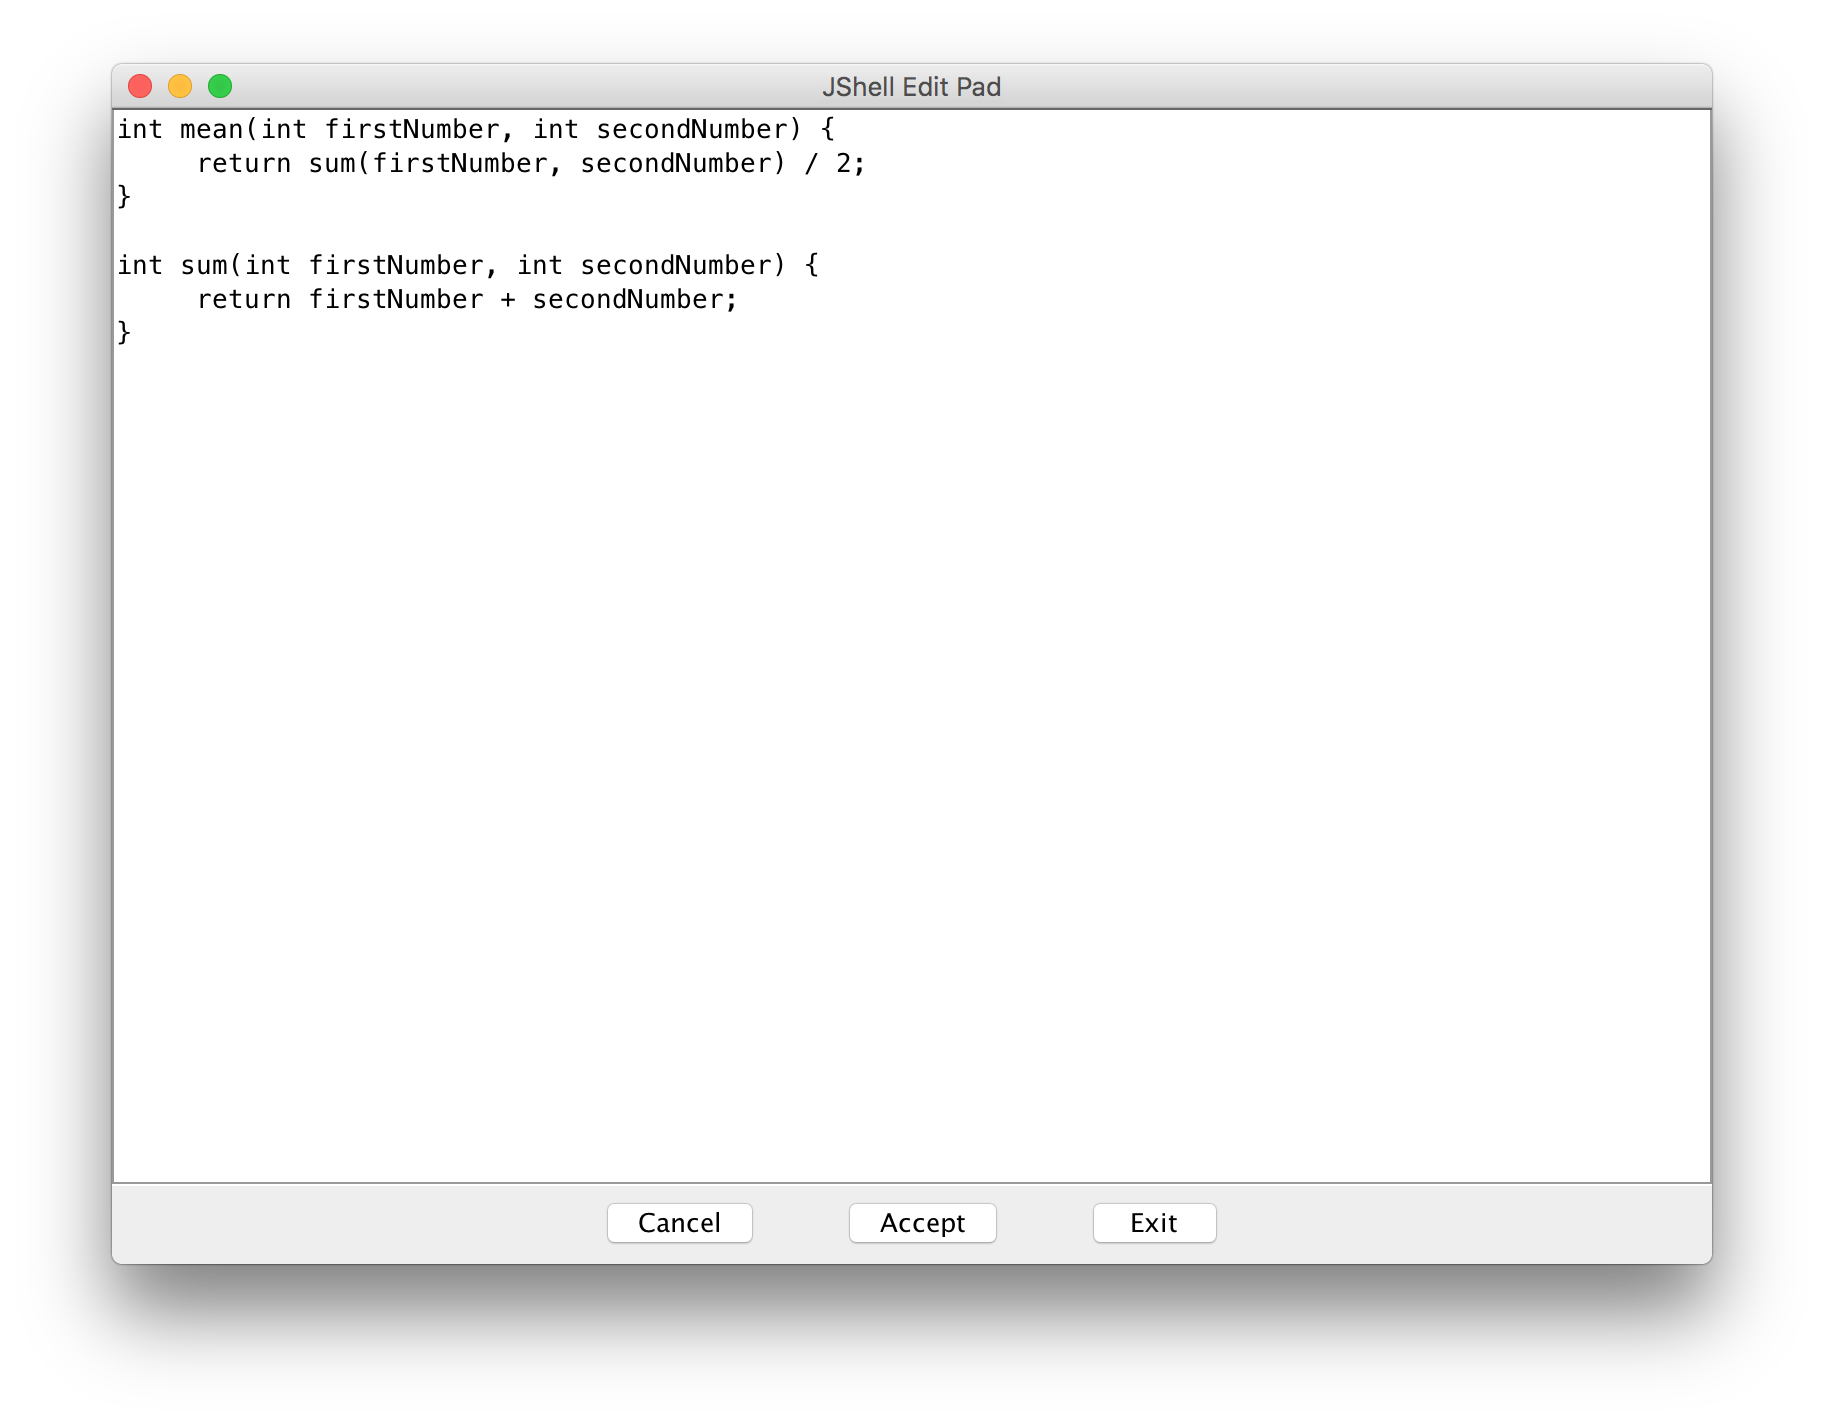 JShell Edit Pad
int mean(int firstNumber, int secondNumber) {
     return sum(firstNumber, secondNumber) / 2;
}

int sum(int firstNumber, int secondNumber) {
     return firstNumber + secondNumber;
}
Cancel Accept Exit